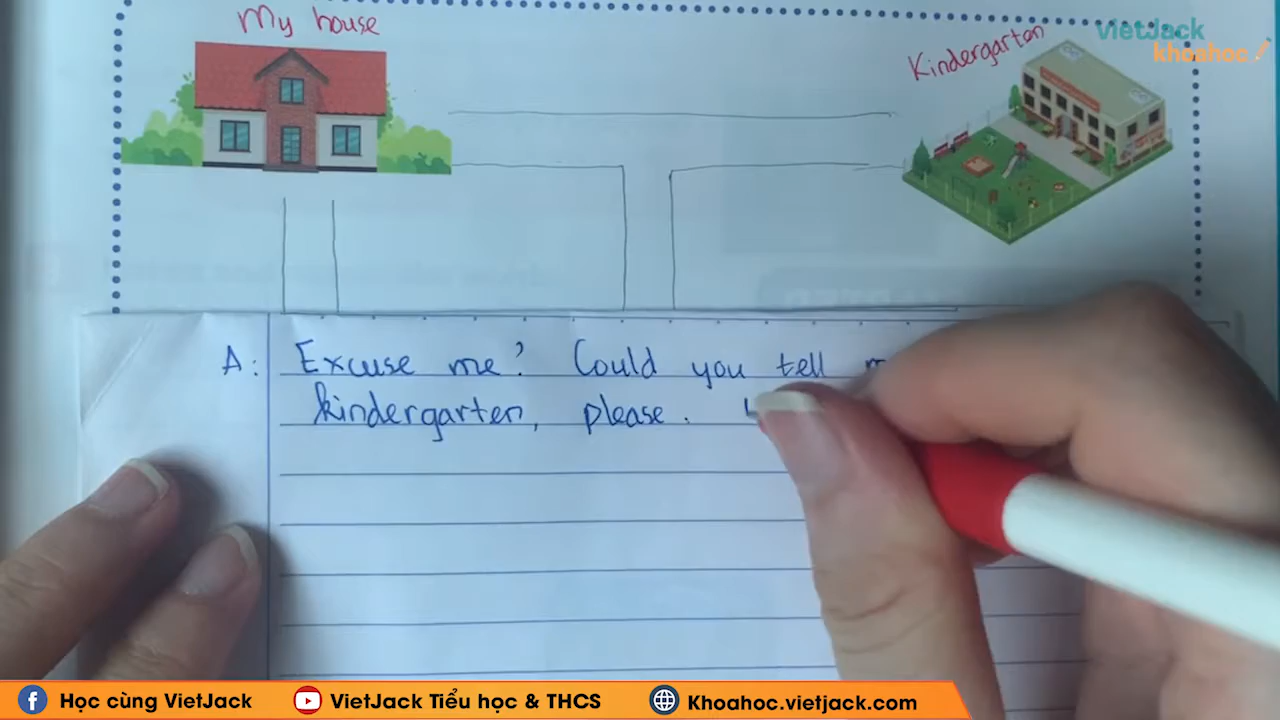 My house
Kindergarten
vietJack
khoahoc
A: Excuse me? Could you tell
kindergarten, please.
Học cùng VietJack
VietJack Tiểu học & THCS
Khoahoc.vietjack.com